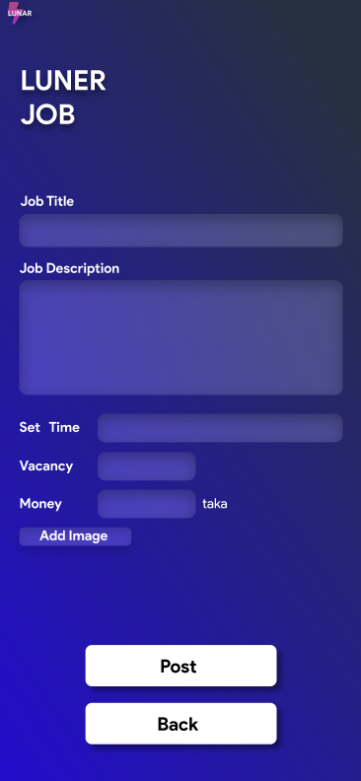 LUNAR
LUNER
JOB
Job Title
Job Description
Set Time
Vacancy
Money taka
Add Image
Post
Back